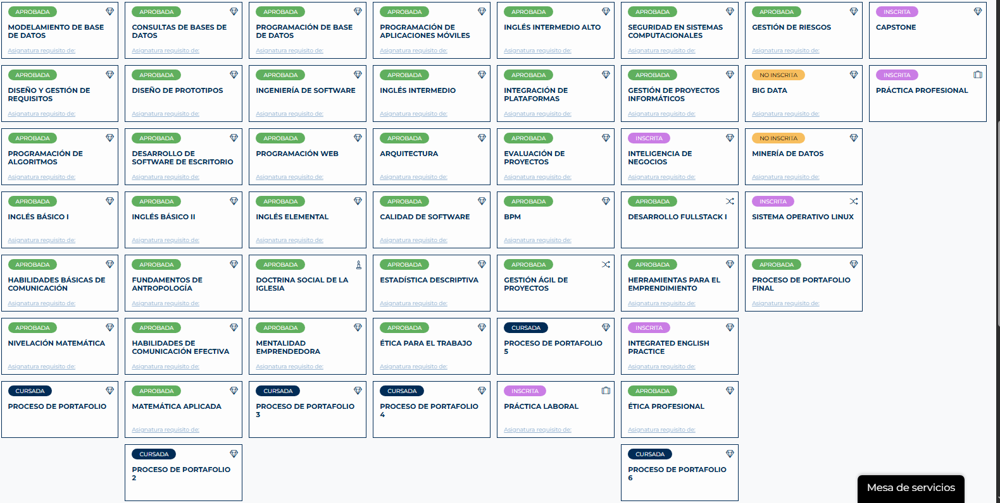 APROBADA
MODELAMIENTO DE BASE
DE DATOS
Asignatura requisito de:
APROBADA
CONSULTAS DE BASES DE
DATOS
Asignatura requisito de:
APROBADA
PROGRAMACIÓN DE BASE
DE DATOS
Asignatura requisito de:
APROBADA
PROGRAMACIÓN DE
APLICACIONES MÓVILES
Asignatura requisito de:
APROBADA
INGLÉS INTERMEDIO ALTO
Asignatura requisito de:
APROBADA
SEGURIDAD EN SISTEMAS
COMPUTACIONALES
Asignatura requisito de:
APROBADA
GESTIÓN DE RIESGOS
Asignatura requisito de:
INSCRITA
CAPSTONE
Asignatura requisito de:
APROBADA
DISEÑO Y GESTIÓN DE
REQUISITOS
Asignatura requisito de:
APROBADA
DISEÑO DE PROTOTIPOS
Asignatura requisito de:
APROBADA
INGENIERÍA DE SOFTWARE
Asignatura requisito de:
APROBADA
INGLÉS INTERMEDIO
Asignatura requisito de:
APROBADA
INTEGRACIÓN DE
PLATAFORMAS
Asignatura requisito de:
APROBADA
GESTIÓN DE PROYECTOS
INFORMÁTICOS
Asignatura requisito de:
NO INSCRITA
BIG DATA
Asignatura requisito de:
INSCRITA
PRÁCTICA PROFESIONAL
APROBADA
PROGRAMACIÓN DE
ALGORITMOS
Asignatura requisito de:
APROBADA
DESARROLLO DE
SOFTWARE DE ESCRITORIO
Asignatura requisito de:
APROBADA
PROGRAMACIÓN WEB
Asignatura requisito de:
APROBADA
ARQUITECTURA
Asignatura requisito de:
APROBADA
EVALUACIÓN DE
PROYECTOS
Asignatura requisito de:
INSCRITA
INTELIGENCIA DE
NEGOCIOS
Asignatura requisito de:
NO INSCRITA
MINERÍA DE DATOS
Asignatura requisito de:
APROBADA
INGLÉS BÁSICO I
Asignatura requisito de:
APROBADA
INGLÉS BÁSICO II
Asignatura requisito de:
APROBADA
INGLÉS ELEMENTAL
Asignatura requisito de:
APROBADA
CALIDAD DE SOFTWARE
Asignatura requisito de:
APROBADA
BPM
Asignatura requisito de:
APROBADA
DESARROLLO FULLSTACK I
INSCRITA
SISTEMA OPERATIVO LINUX
APROBADA
HABILIDADES BÁSICAS DE
COMUNICACIÓN
Asignatura requisito de:
APROBADA
FUNDAMENTOS DE
ANTROPOLOGÍA
Asignatura requisito de:
APROBADA
DOCTRINA SOCIAL DE LA
IGLESIA
APROBADA
ESTADÍSTICA DESCRIPTIVA
Asignatura requisito de:
APROBADA
GESTIÓN ÁGIL DE
PROYECTOS
APROBADA
HERRAMIENTAS PARA EL
EMPRENDIMIENTO
Asignatura requisito de:
APROBADA
PROCESO DE PORTAFOLIO
FINAL
Asignatura requisito de:
APROBADA
NIVELACIÓN MATEMÁTICA
Asignatura requisito de:
APROBADA
HABILIDADES DE
COMUNICACIÓN EFECTIVA
Asignatura requisito de:
APROBADA
MENTALIDAD
EMPRENDEDORA
Asignatura requisito de:
APROBADA
ÉTICA PARA EL TRABAJO
Asignatura requisito de:
CURSADA
PROCESO DE PORTAFOLIO
5
INSCRITA
INTEGRATED ENGLISH
PRACTICE
Asignatura requisito de:
CURSADA
PROCESO DE PORTAFOLIO
APROBADA
MATEMÁTICA APLICADA
Asignatura requisito de:
CURSADA
PROCESO DE PORTAFOLIO
3
CURSADA
PROCESO DE PORTAFOLIO
4
INSCRITA
PRÁCTICA LABORAL
Asignatura requisito de:
APROBADA
ÉTICA PROFESIONAL
Asignatura requisito de:
CURSADA
PROCESO DE PORTAFOLIO
2
CURSADA
PROCESO DE PORTAFOLIO
6
Mesa de servicios